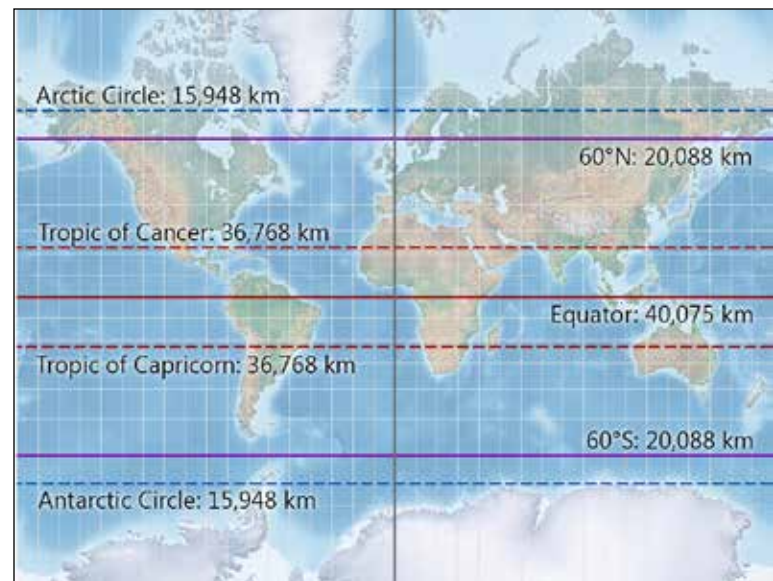 Arctic Circle: 15,948 km
60°N: 20,088 km
Tropic of Cancer: 36,768 km
Equator: 40,075 km
Tropic of Capricorn: 36,768 km
60°S: 20,088 km
Antarctic Circle: 15,948 km